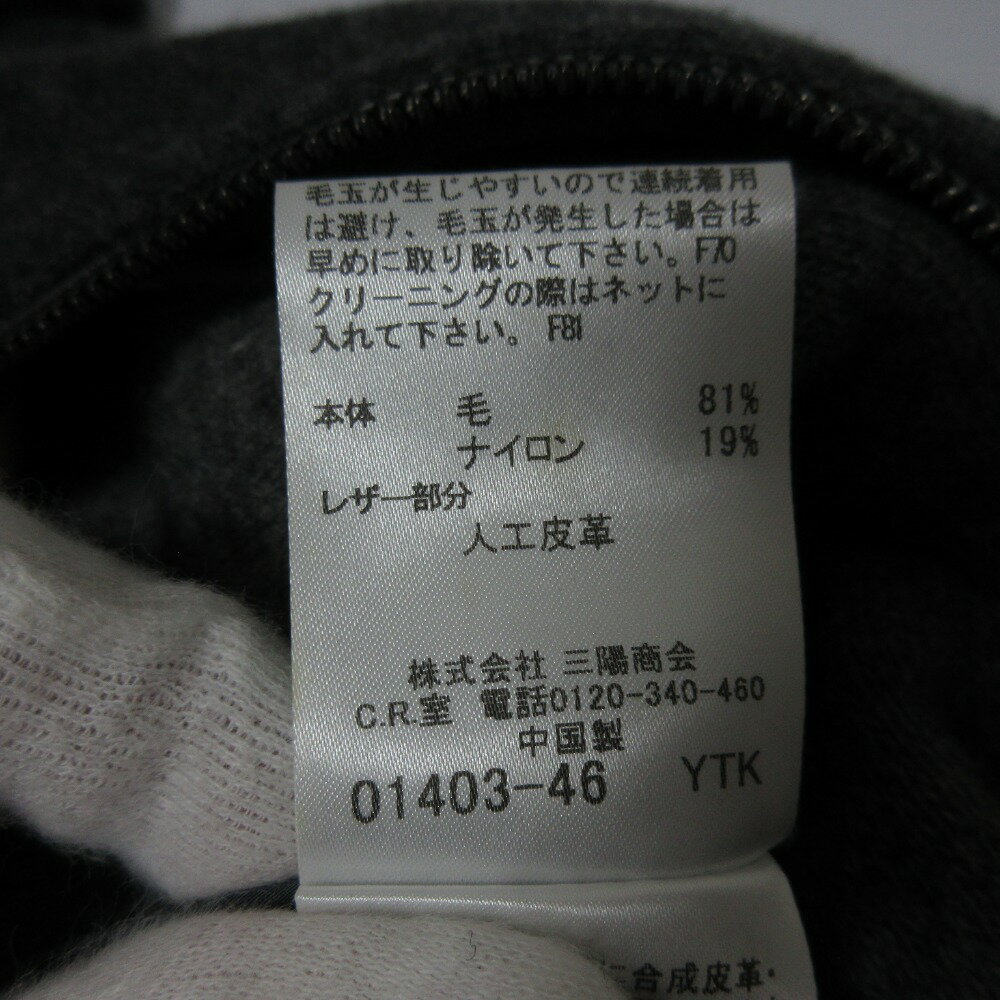 毛玉が生じやすいので連続着用
は避け、毛玉が発生した場合は
早めに取り除いて下さい。F70
クリーニングの際はネットに
入れて下さい。 F81
本体 毛 81%
ナイロン 19%
レザー部分
人工皮革
株式会社 三陽商会
C.R.室 電話0120-340-460
中国製
01403-46 YTK
合成皮革・